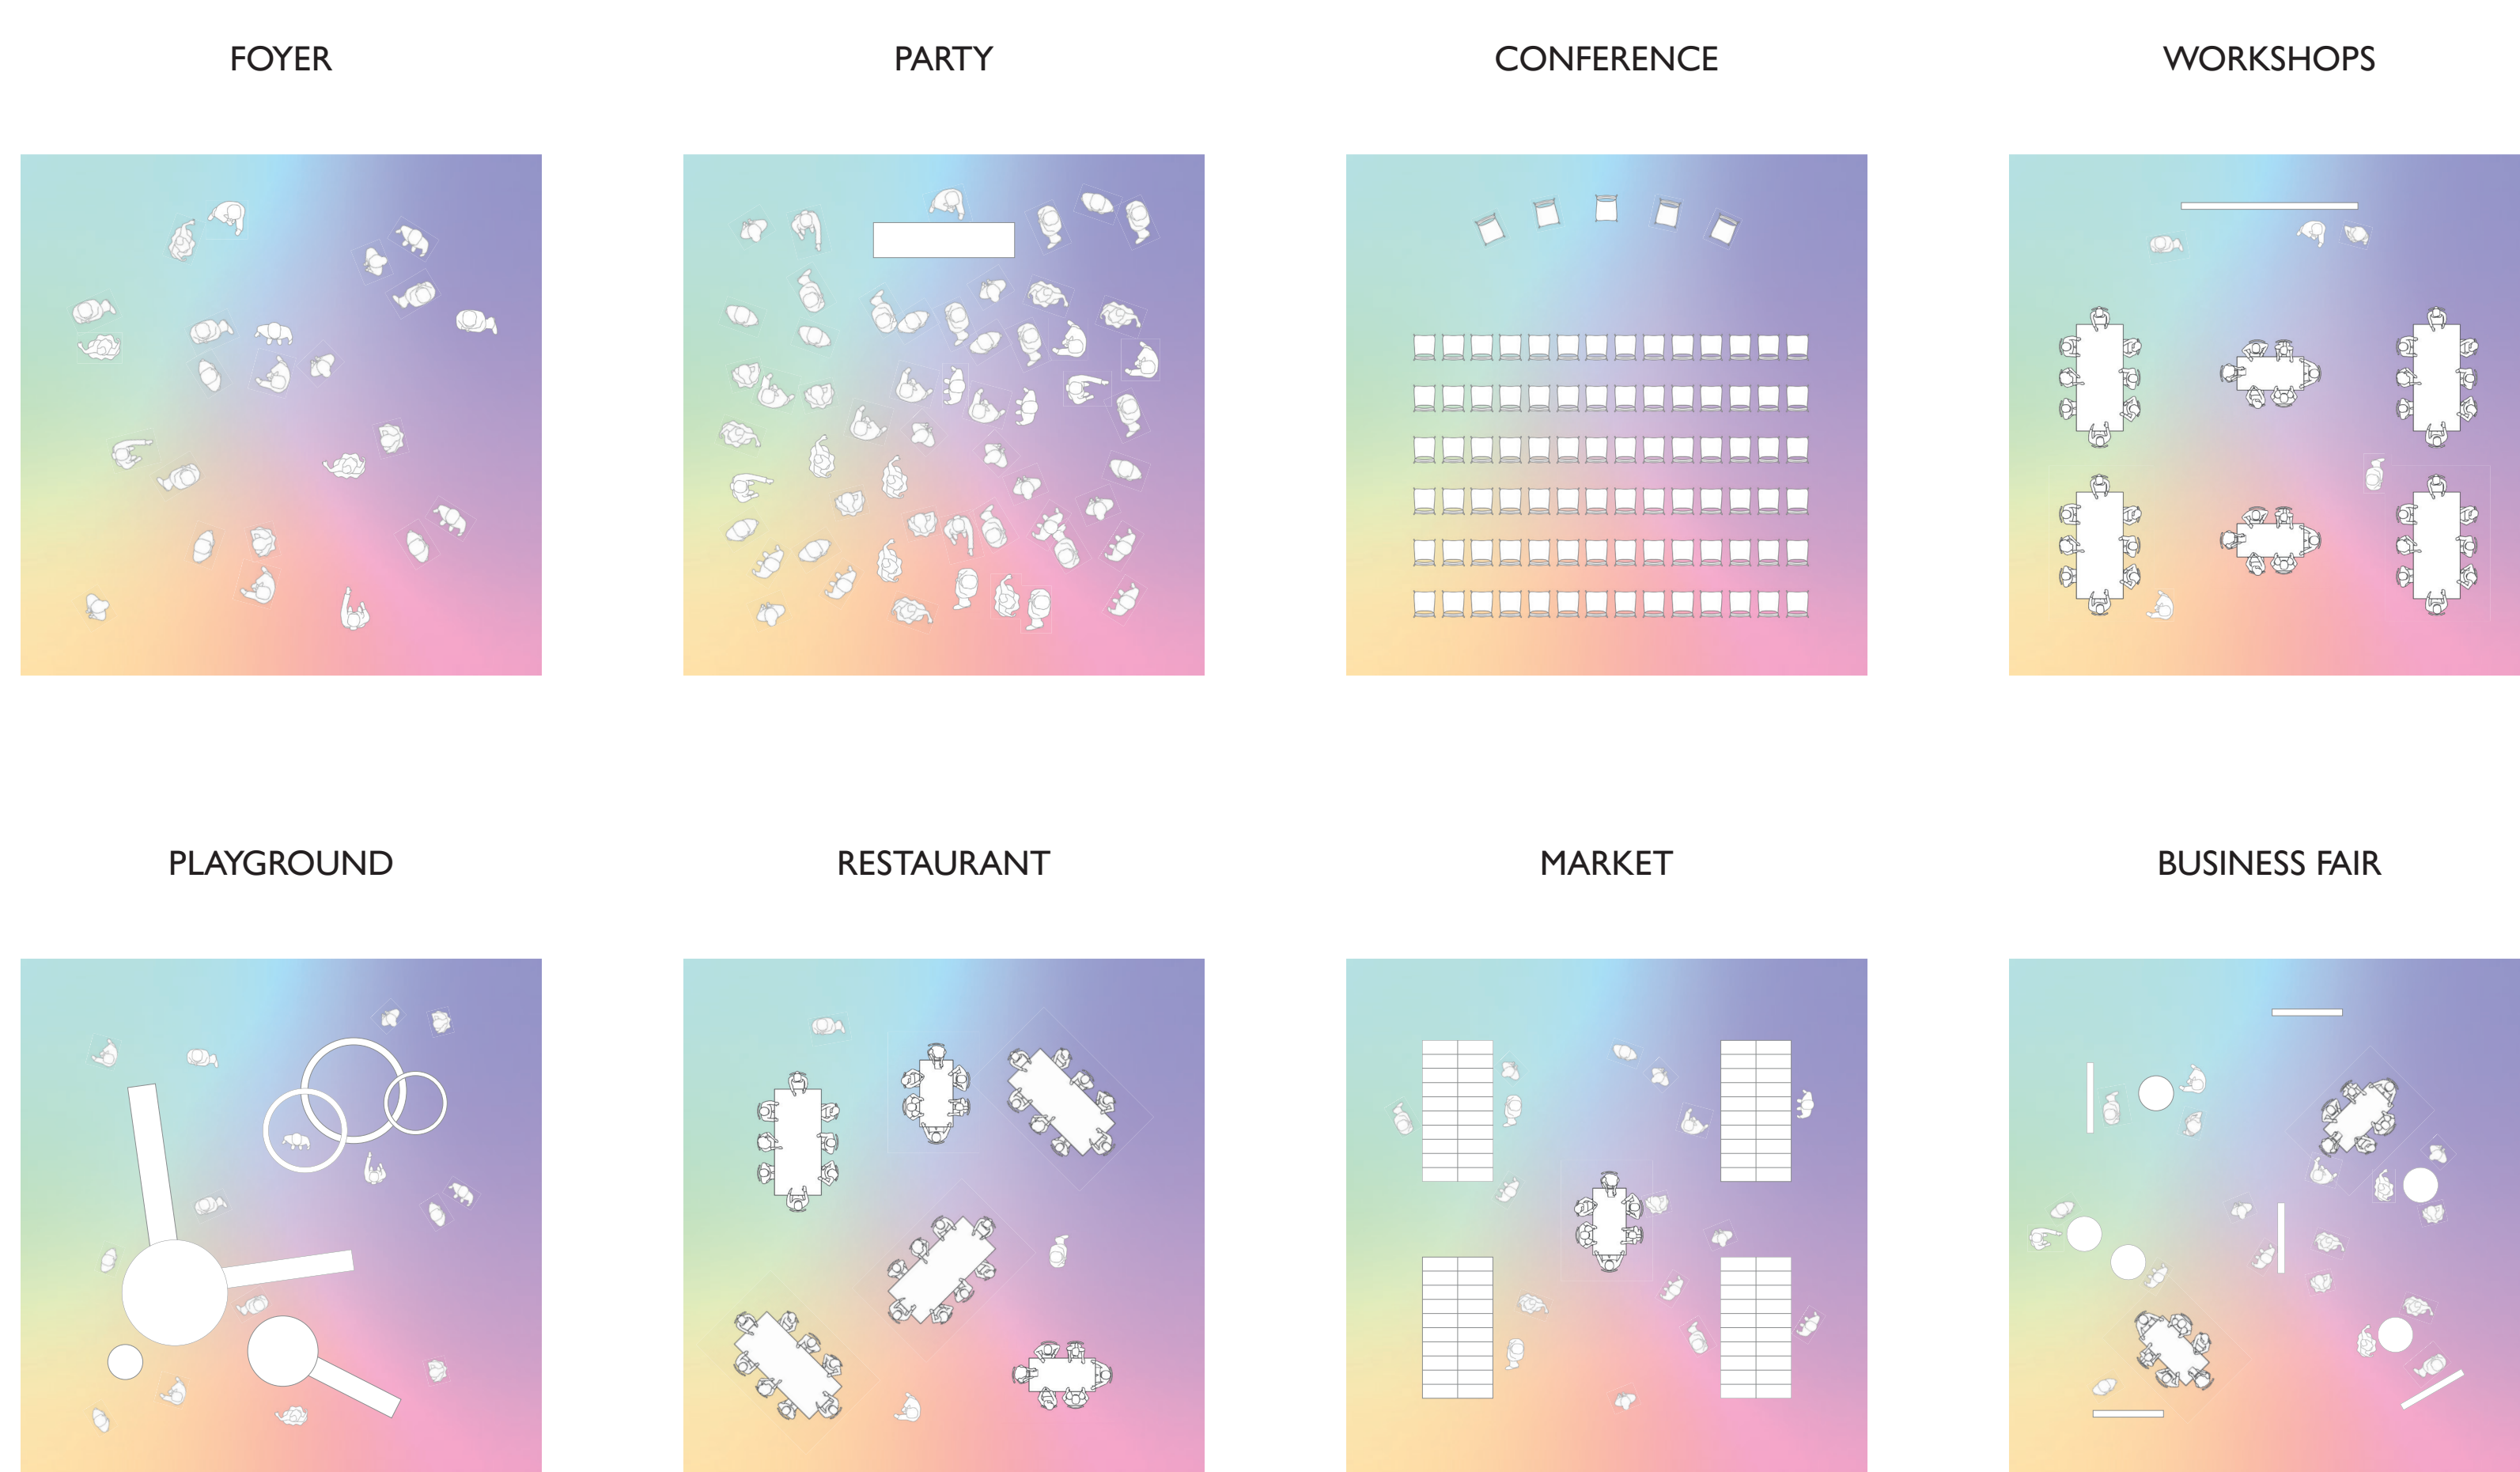 FOYER
PARTY
CONFERENCE
WORKSHOPS
PLAYGROUND
RESTAURANT
MARKET
BUSINESS FAIR